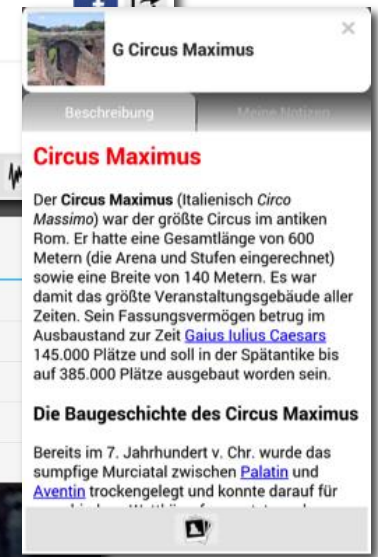 G Circus Maximus
×
Beschreibung
Meine Notizen
Circus Maximus
Der Circus Maximus (Italienisch Circo
Massimo) war der größte Circus im antiken
Rom. Er hatte eine Gesamtlänge von 600
Metern (die Arena und Stufen eingerechnet)
sowie eine Breite von 140 Metern. Es war
damit das größte Veranstaltungsgebäude aller
Zeiten. Sein Fassungsvermögen betrug im
Ausbaustand zur Zeit Gaius Iulius Caesars
145.000 Plätze und soll in der Spätantike bis
auf 385.000 Plätze ausgebaut worden sein.
Die Baugeschichte des Circus Maximus
Bereits im 7. Jahrhundert v. Chr. wurde das
sumpfige Murciatal zwischen Palatin und
Aventin trockengelegt und konnte darauf für